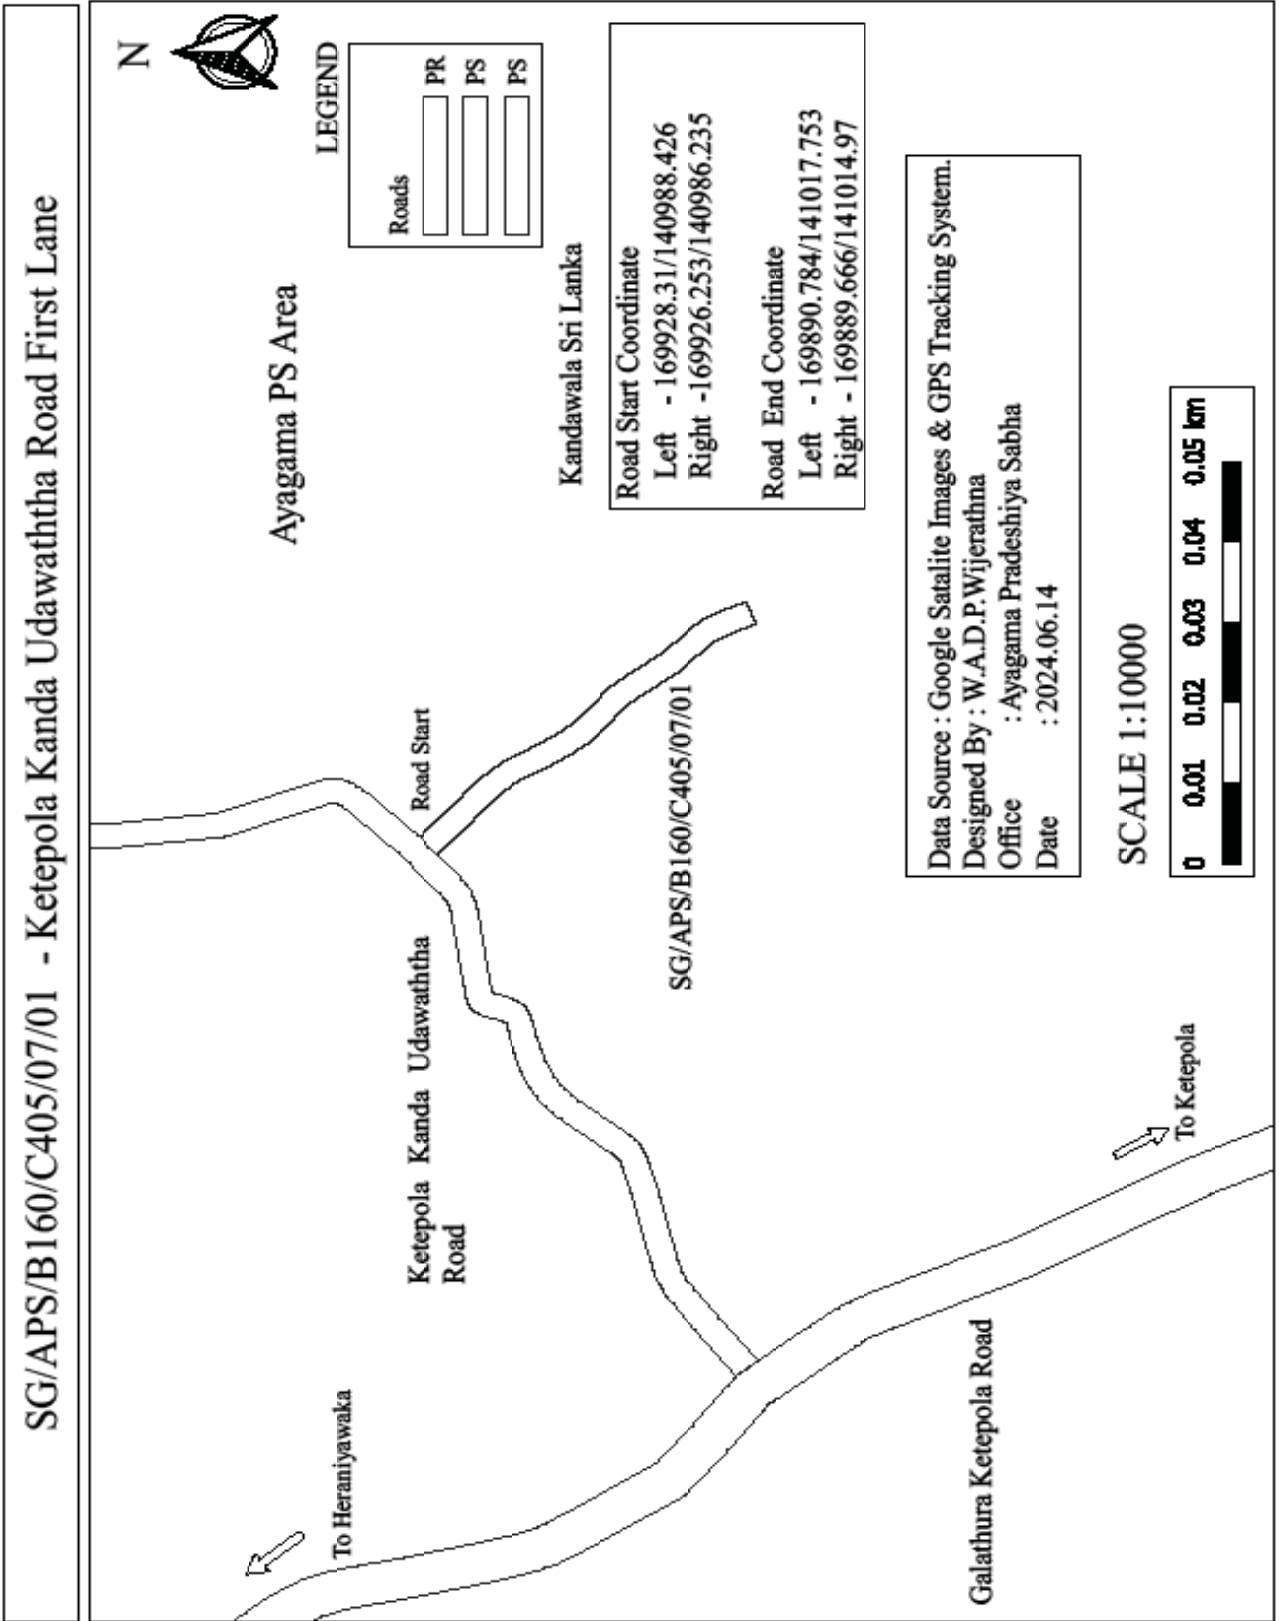 SG/APS/B160/C405/07/01 - Ketepola Kanda Udawaththa Road First Lane
N
LEGEND
Roads
PR
PS
PS
Ayagama PS Area
Kandawala Sri Lanka
Road Start Coordinate
Left - 169928.31/140988.426
Right -169926.253/140986.235
Road End Coordinate
Left - 169890.784/141017.753
Right - 169889.666/141014.97
Road Start
Ketepola Kanda Udawaththa
Road
SG/APS/B160/C405/07/01
To Heraniyawaka
To Ketepola
Galathura Ketepola Road
Data Source : Google Satalite Images & GPS Tracking System.
Designed By : W.A.D.P.Wijerathna
Office : Ayagama Pradeshiya Sabha
Date : 2024.06.14
SCALE 1:10000
0 0.01 0.02 0.03 0.04 0.05 km